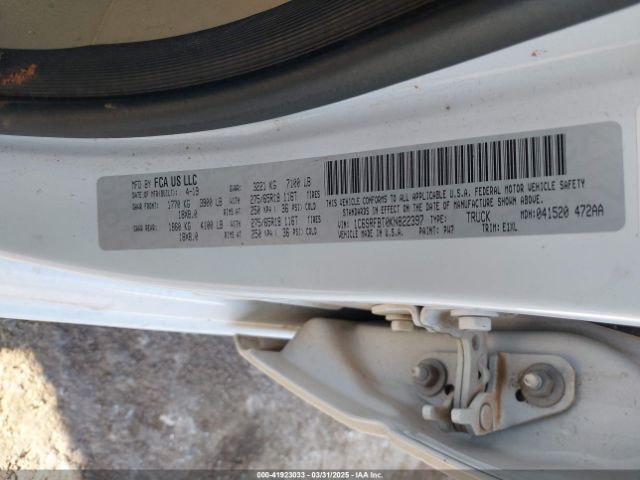 MFD BY FCA US LLC
DATE OF MFR(BUILT): 4-19 GVWR: 3221 KG 7100 LB
GAWR FRONT: 1770 KG 3900 LB 275/65R18 116T TIRES
18X8.0 RIMS AT 250 KPA ( 36 PSI) COLD
GAWR REAR: 1860 KG 4100 LB 275/65R18 116T TIRES
18X8.0 RIMS AT 250 KPA ( 36 PSI) COLD
THIS VEHICLE CONFORMS TO ALL APPLICABLE U.S.A. FEDERAL MOTOR VEHICLE SAFETY
STANDARDS IN EFFECT ON THE DATE OF MANUFACTURE SHOWN ABOVE.
VIN: 1C6SRFBT0KN822397 TYPE: TRUCK MDH: 041520 472AA
VEHICLE MADE IN U.S.A. PAINT: PW7 TRIM: E1XL
000-41923033 - 03/31/2025 - IAA Inc.